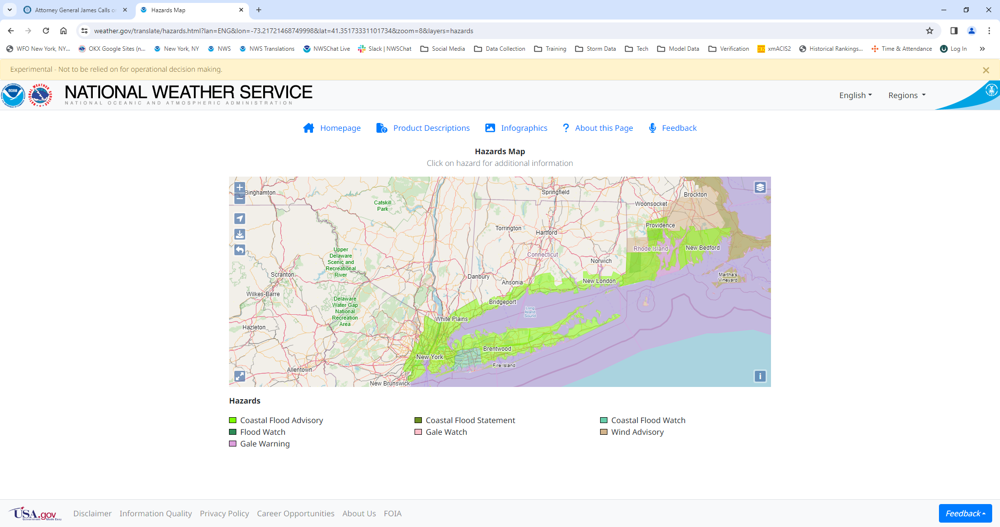 Attorney General James Calls o
Hazards Map
weather.gov/translate/hazards.html?lan=ENG&lon=-73.21721468749998&lat=41.35173331101734&zoom=8&layers=hazards
WFO New York, NY... OKX Google Sites (n... New York, NY NWS NWS Translations NWSChat Live Slack | NWSChat Social Media Data Collection Training Storm Data Tech Model Data Verification xmACIS2 Historical Rankings... Time & Attendance Log In »
Experimental - Not to be relied on for operational decision making.
NATIONAL WEATHER SERVICE
NATIONAL OCEANIC AND ATMOSPHERIC ADMINISTRATION
English Regions
Homepage Product Descriptions Infographics About this Page Feedback
Hazards Map
Click on hazard for additional information
Binghamton
Springfield
Brockton
Catskill
Park
Woonsocket
Providence
Torrington
Hartford
Rhode Island
New Bedford
Upper
Delaware
Scenic and
Recreational
River
Connecticut
Norwich
Scranton
Danbury
Ansonia
New London
Martha's
Vineyard
Wilkes-Barre
Delaware
Water Gap
National
Recreation
Area
Bridgeport
Long
Island
Sound
White Plains
Hazleton
Brentwood
New York
Fire Island
Allentown
New Brunswick
Hazards
Coastal Flood Advisory Coastal Flood Statement Coastal Flood Watch
Flood Watch Gale Watch Wind Advisory
Gale Warning
USA.gov
Government Made Easy
Disclaimer Information Quality Privacy Policy Career Opportunities About Us FOIA
Feedback